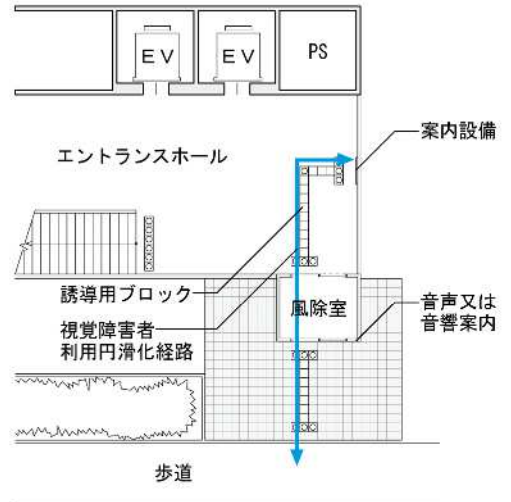 EV
EV
PS
案内設備
エントランスホール
誘導用ブロック
視覚障害者
利用円滑化経路
風除室
音声又は
音響案内
歩道